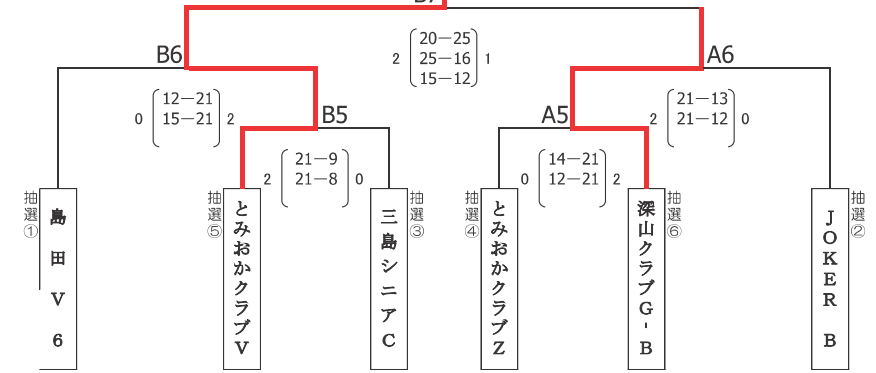 B6
A6
2
20－25
25－16
15－12
1
0
12－21
15－21
2
B5
A5
2
21－13
21－12
0
2
21－9
21－8
0
0
14－21
12－21
2
抽選①
島田V6
抽選⑤
とみおかクラブV
三島シニアC
抽選③
抽選④
とみおかクラブZ
深山クラブG-B
抽選⑥
JOKER B
抽選②